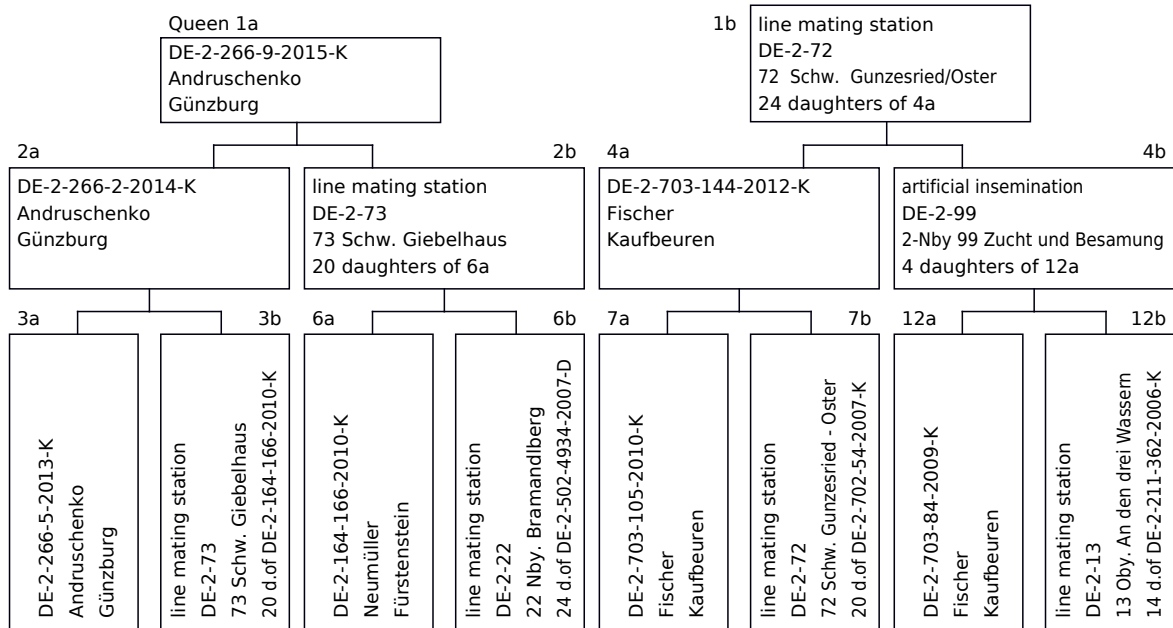 Queen 1a
DE-2-266-9-2015-K
Andruschenko
Günzburg
1b
line mating station
DE-2-72
72 Schw. Gunzesried/Oster
24 daughters of 4a
2a
DE-2-266-2-2014-K
Andruschenko
Günzburg
2b
line mating station
DE-2-73
73 Schw. Giebelhaus
20 daughters of 6a
4a
DE-2-703-144-2012-K
Fischer
Kaufbeuren
4b
artificial insemination
DE-2-99
2-Nby 99 Zucht und Besamung
4 daughters of 12a
3a
DE-2-266-5-2013-K
Andruschenko
Günzburg
3b
line mating station
DE-2-73
73 Schw. Giebelhaus
20 d.of DE-2-164-166-2010-K
6a
DE-2-164-166-2010-K
Neumüller
Fürstenstein
6b
line mating station
DE-2-22
22 Nby. Bramandlberg
24 d.of DE-2-502-4934-2007-D
7a
DE-2-703-105-2010-K
Fischer
Kaufbeuren
7b
line mating station
DE-2-72
72 Schw. Gunzesried - Oster
20 d.of DE-2-702-54-2007-K
12a
DE-2-703-84-2009-K
Fischer
Kaufbeuren
12b
line mating station
DE-2-13
13 Oby. An den drei Wassern
14 d.of DE-2-211-362-2006-K